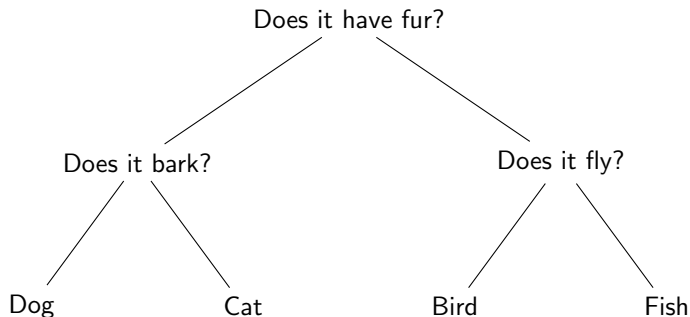 Does it have fur?
Does it bark?
Does it fly?
Dog
Cat
Bird
Fish